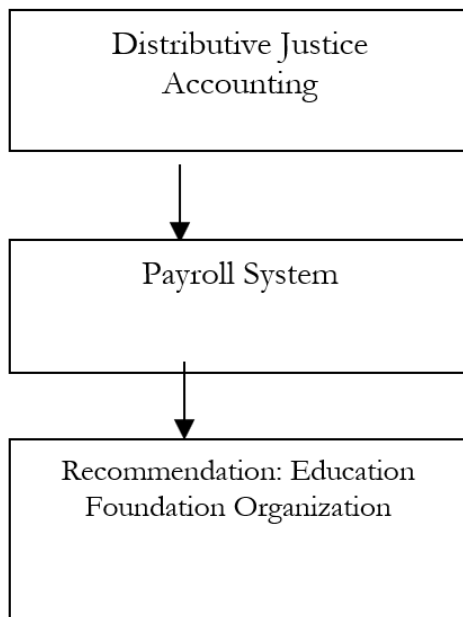 Distributive Justice
Accounting
Payroll System
Recommendation: Education
Foundation Organization